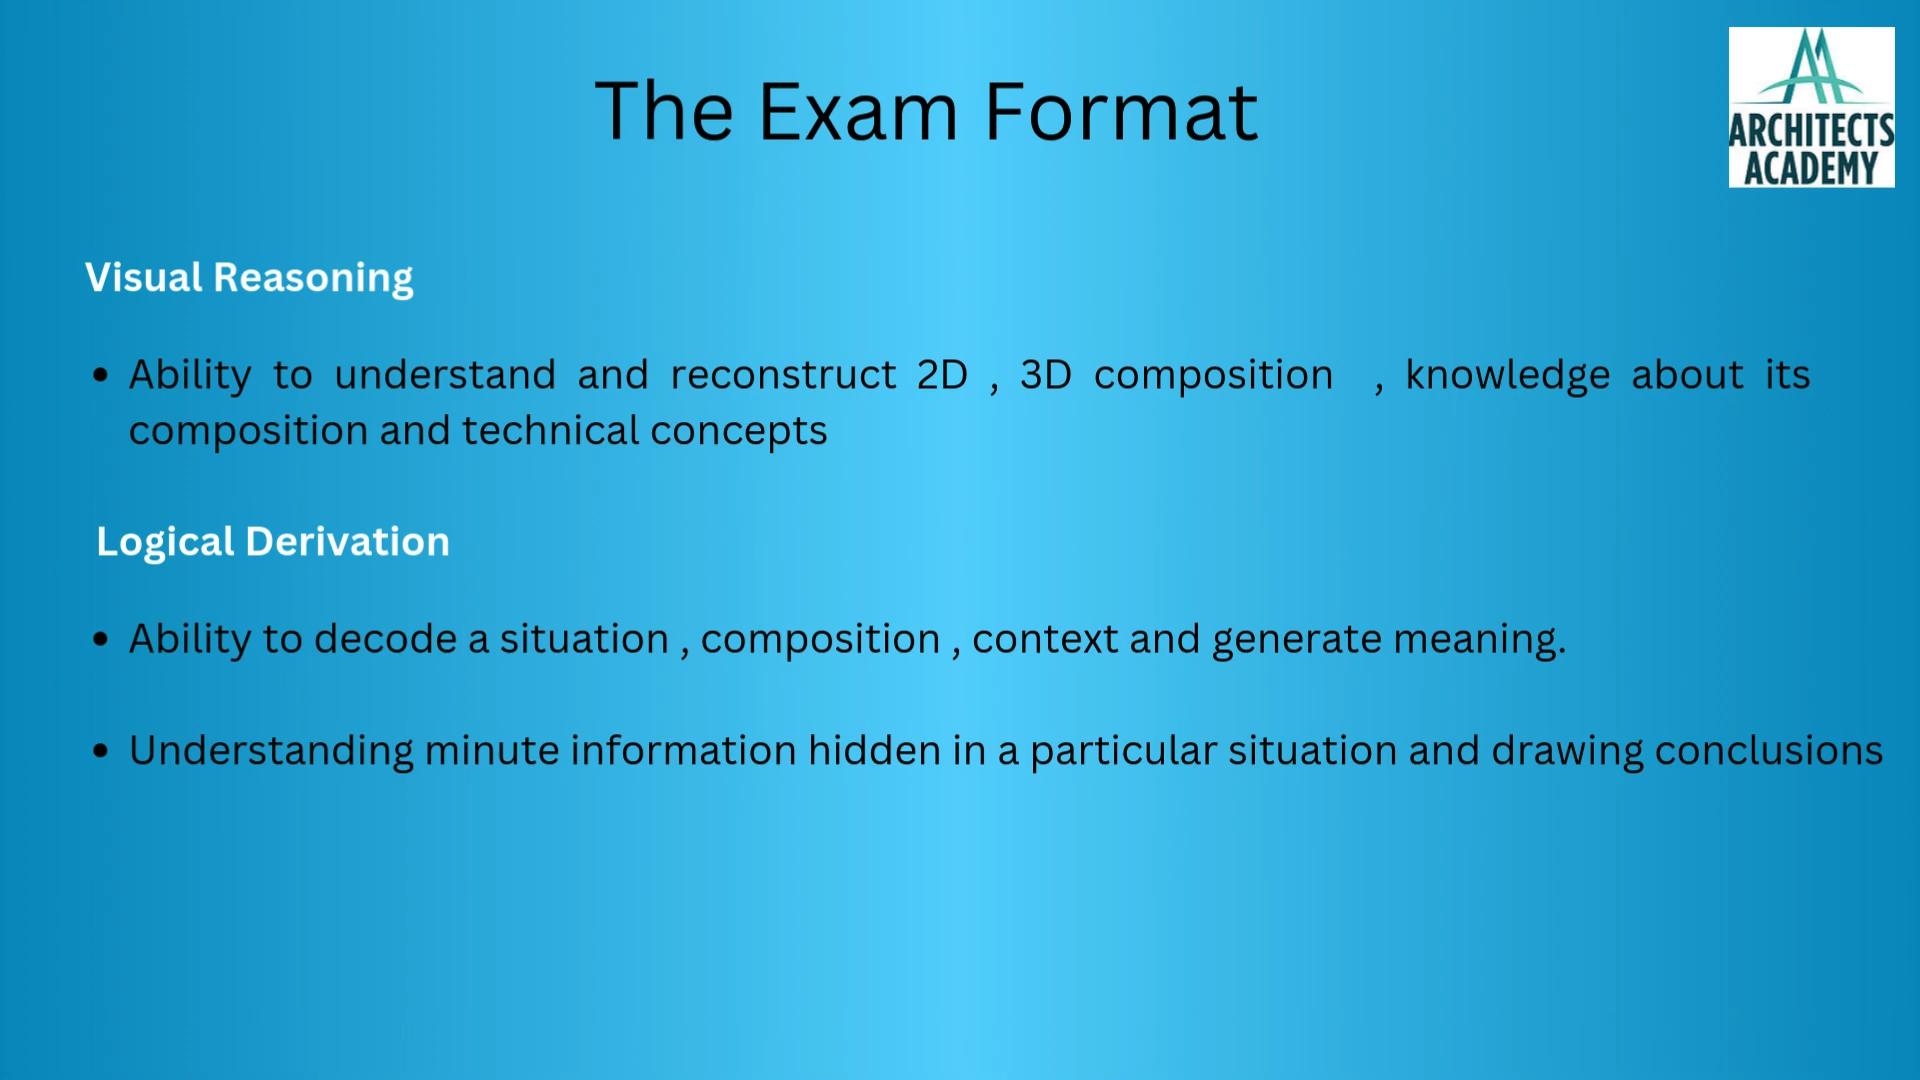 The Exam Format
ARCHITECTS
ACADEMY
Visual Reasoning
• Ability to understand and reconstruct 2D , 3D composition , knowledge about its
composition and technical concepts
Logical Derivation
• Ability to decode a situation , composition , context and generate meaning.
• Understanding minute information hidden in a particular situation and drawing conclusions